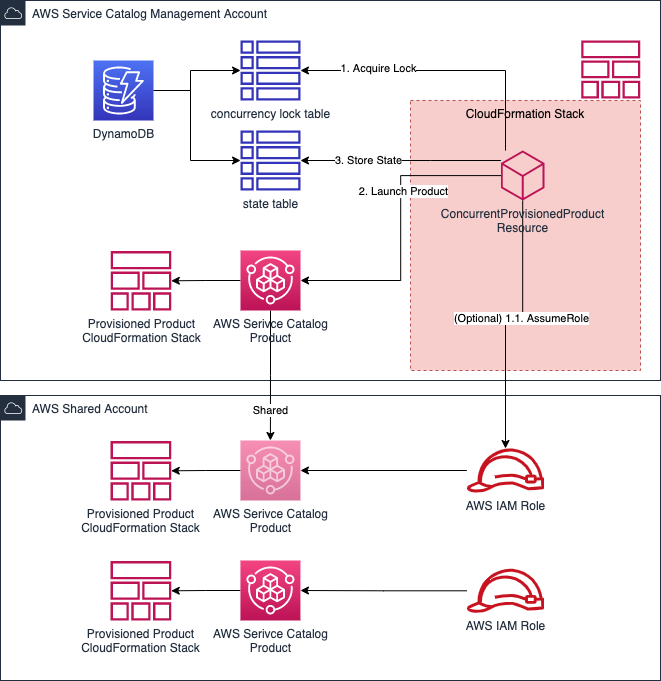 AWS Service Catalog Management Account
1. Acquire Lock
concurrency lock table
CloudFormation Stack
DynamoDB
3. Store State
2. Launch Product
state table
ConcurrentProvisionedProduct
Resource
Provisioned Product
CloudFormation Stack
AWS Serivce Catalog
Product
(Optional) 1.1. AssumeRole
AWS Shared Account
Shared
Provisioned Product
CloudFormation Stack
AWS Serivce Catalog
Product
AWS IAM Role
Provisioned Product
CloudFormation Stack
AWS Serivce Catalog
Product
AWS IAM Role